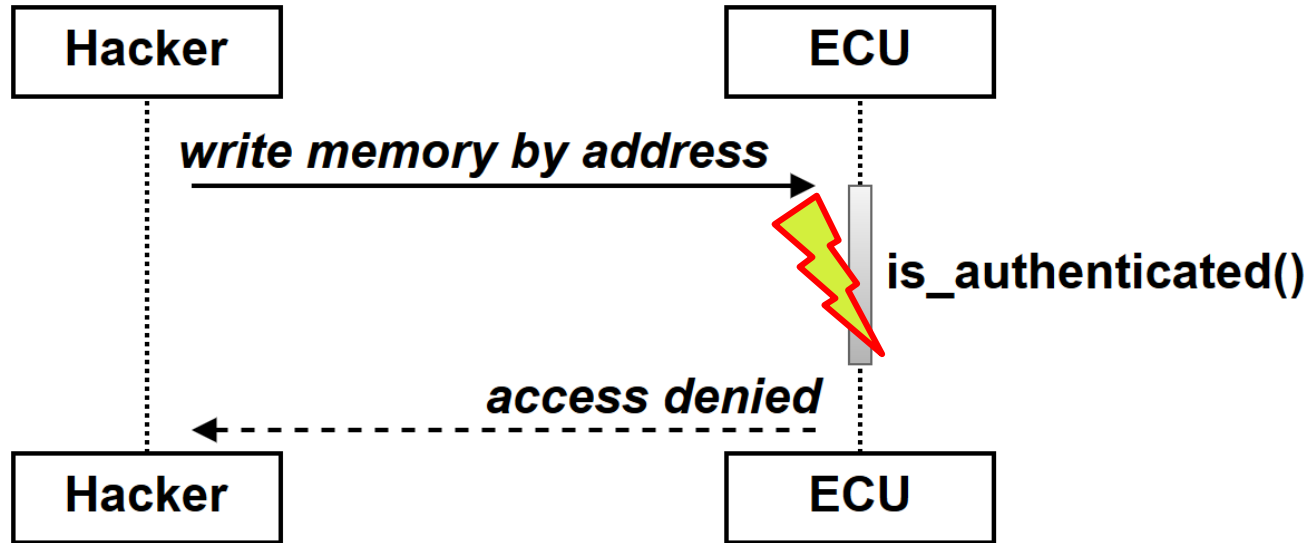 Hacker
ECU
write memory by address
is_authenticated()
access denied
Hacker
ECU